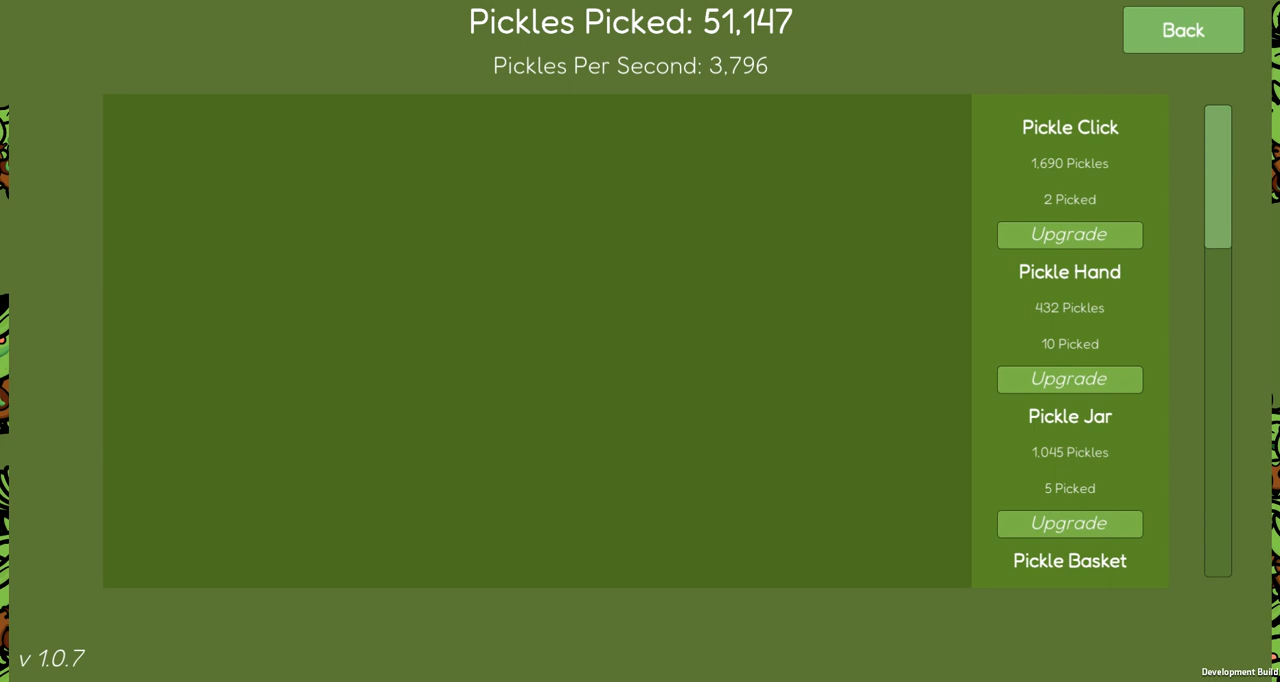 Pickles Picked: 51,147
Back
Pickles Per Second: 3,796
Pickle Click
1,690 Pickles
2 Picked
Upgrade
Pickle Hand
432 Pickles
10 Picked
Upgrade
Pickle Jar
1,045 Pickles
5 Picked
Upgrade
Pickle Basket
v 1.0.7
Development Build